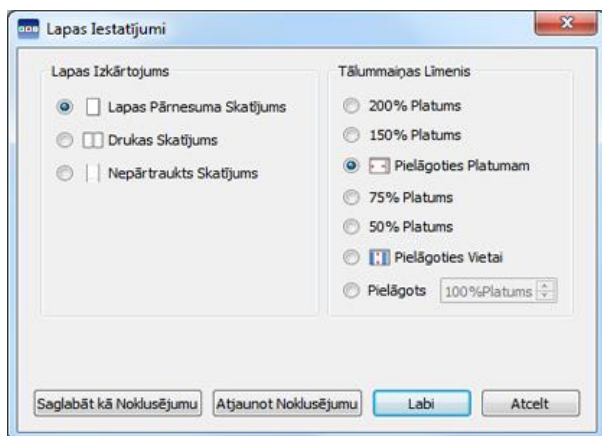 Lapas Iestatījumi
Lapas Izkārtojums
Lapas Pārnesuma Skatījums
Drukas Skatījums
Nepārtraukts Skatījums
Tālummaiņas Līmenis
200% Platums
150% Platums
Pielāgoties Platumam
75% Platums
50% Platums
Pielāgoties Vietai
Pielāgots 100%Platums
Saglabāt kā Noklusējumu Atjaunot Noklusējumu Labi Atcelt